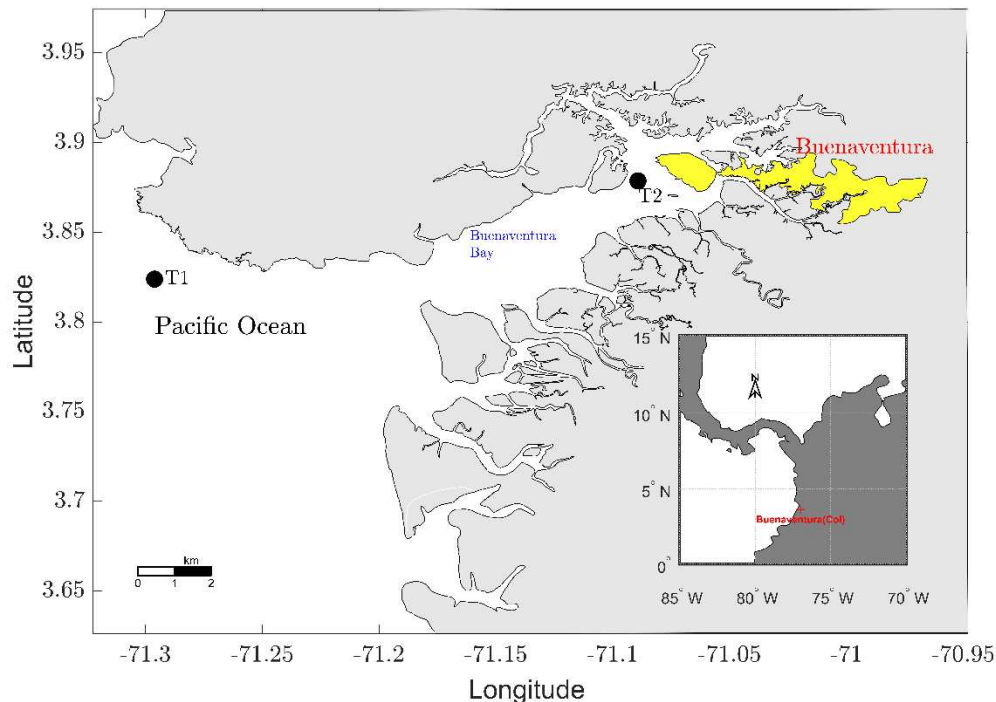 3.95
3.9
3.85
3.8
3.75
3.7
3.65
Latitude
Buenaventura
T2
Buenaventura
Bay
T1
Pacific Ocean
15° N
10° N
5° N
0°
N
Buenaventura(Col)
85° W
80° W
75° W
70° W
km
0
1
2
-71.3
-71.25
-71.2
-71.15
-71.1
-71.05
-71
-70.95
Longitude